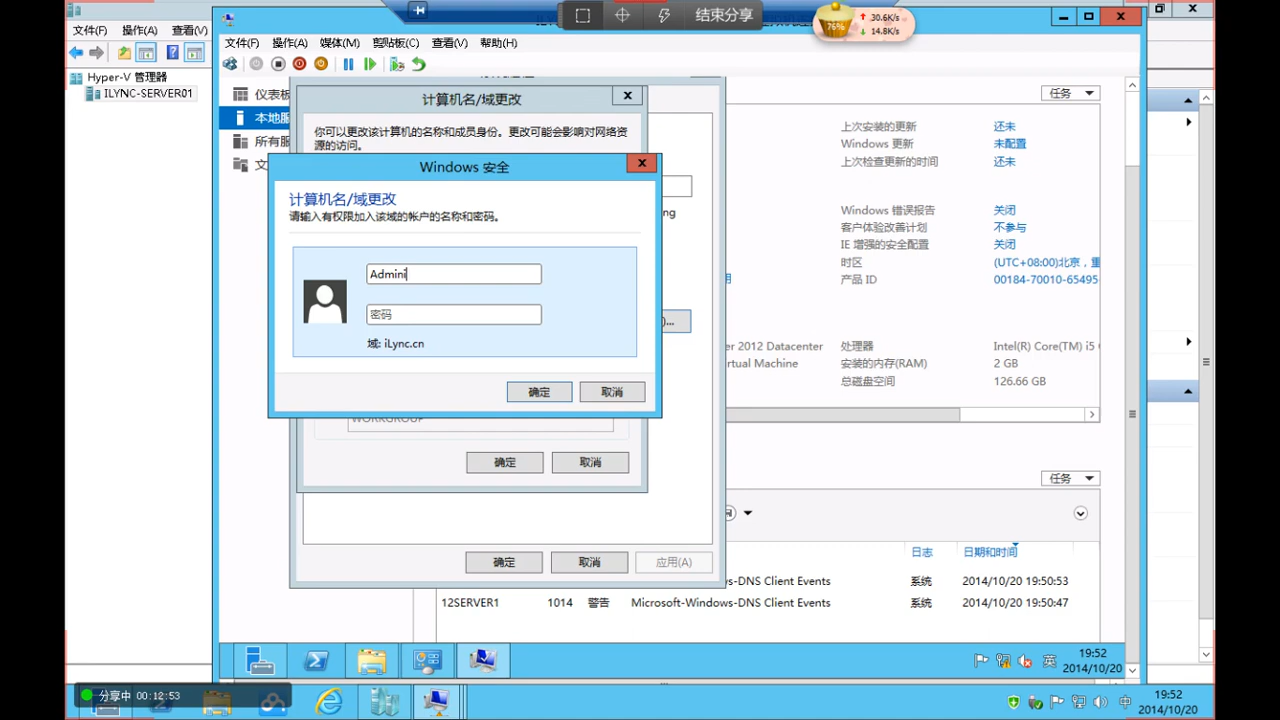 文件(F) 操作(A) 查看(V)
Hyper-V 管理器
ILYNC-SERVER01
结束分享
76%
30.6K/s
14.8K/s
文件(F) 操作(A) 媒体(M) 剪贴板(C) 查看(V) 帮助(H)
仪表板
本地服
所有服
文
计算机名/域更改
你可以更改该计算机的名称和成员身份。更改可能会影响对网络资
源的访问。
Windows 安全
计算机名/域更改
请输入有权限加入该域的帐户的名称和密码。
Admini
密码
域: iLync.cn
确定 取消
WORKGROUP
确定 取消
确定 取消 应用(A)
任务
上次安装的更新 还未
Windows 更新 未配置
上次检查更新的时间 还未
Windows 错误报告 关闭
客户体验改善计划 不参与
IE 增强的安全配置 关闭
时区 (UTC+08:00)北京，重
产品 ID 00184-70010-65495-
er 2012 Datacenter 处理器 Intel(R) Core(TM) i5
rtual Machine 安装的内存(RAM) 2 GB
总磁盘空间 126.66 GB
任务
日志 日期和时间
s-DNS Client Events 系统 2014/10/20 19:50:53
12SERVER1 1014 警告 Microsoft-Windows-DNS Client Events 系统 2014/10/20 19:50:47
英 19:52
2014/10/20
分享中 00:12:53
中 19:52
2014/10/20